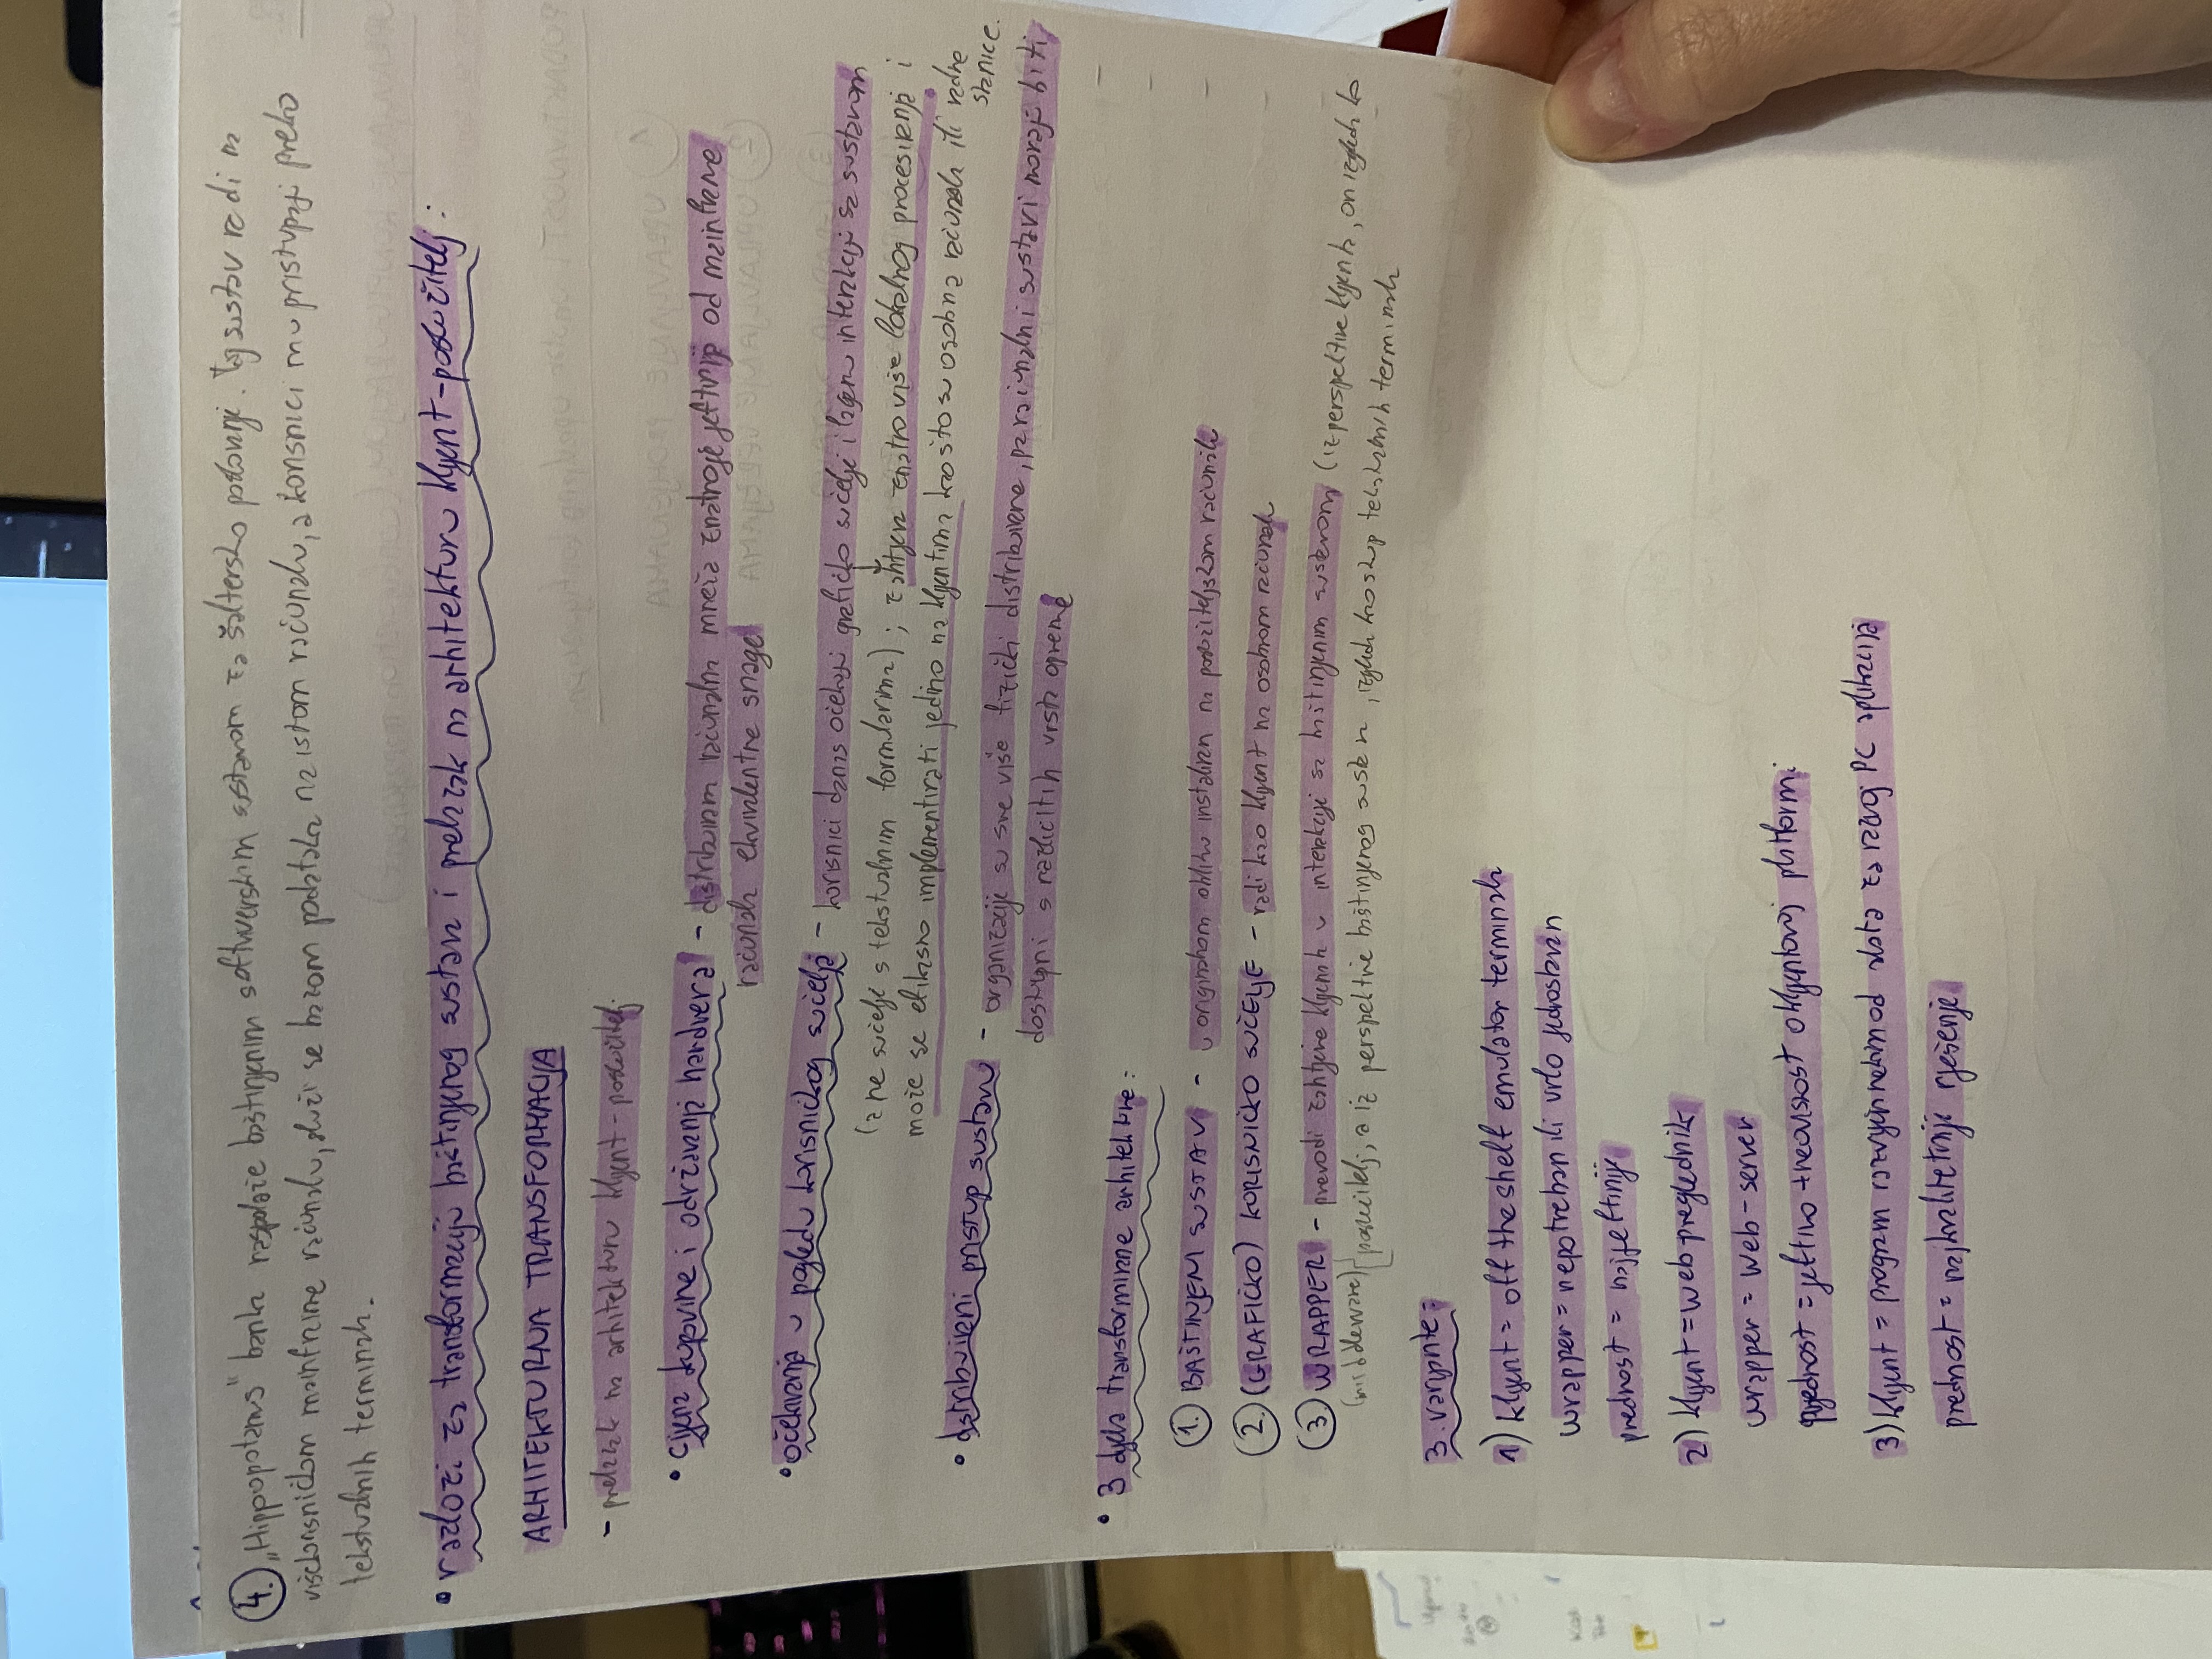 4. „Hippopotamus" banka raspolaže baštinjenim softverskim sustavom za šaltersko poslovanje. Taj sustav radi na
višekorisničkom mainframe računalu, služi se bazom podataka na istom računalu, a korisnici mu pristupaju preko
tekstualnih terminala.
• razlozi za transformaciju baštinjenog sustava i prelazak na arhitekturu klijent-poslužitelj:
ARHITEKTURNA TRANSFORMACIJA
- prelazak na arhitekturu klijent-poslužitelj
• cijena kupovine i održavanja hardvera - distribuirana računalna mreža znatno je jeftinija od mainframe
računala ekvivalentne snage
• očekivanja u pogledu korisničkog sučelja - korisnici danas očekuju grafičko sučelje i laganu interakciju sa sustavom
(a ne sučelje s tekstualnim formularima); zahtjeva znatno više lokalnog procesiranja i
može se efikasno implementirati jedino na klijentima kao što su osobna računala ili radne
stanice.
• distribuirani pristup sustavu - organizacije su sve više fizički distribuirane, pa računalni sustavi moraju biti
dostupni s različitih vrsta opreme
• 3 dijela transformirane arhitekture:
1. BAŠTINJENI SUSTAV - u originalnom obliku instaliran na poslužiteljskom računalu
2. (GRAFIČKO) KORISNIČKO SUČELJE - radi kao klijent na osobnom računalu
3. WRAPPER - prevodi zahtjeve klijenta u interakcije sa baštinjenim sustavom (iz perspektive klijenta, on izgleda ko
(middleware) poslužitelj, a iz perspektive baštinjenog sustava, izgleda kao skup tekstualnih terminala
3. varijante:
1) klijent = off the shelf emulator terminala
wrapper = nepotreban ili vrlo jednostavan
prednost = najjeftinije
2) klijent = web preglednik
wrapper = web-server
prednost = jeftino + neovisnost o klijentovoj platformi
3) klijent = program razvijen nekim od alata za razvoj PC aplikacija
prednost = najkvalitetnije rješenje